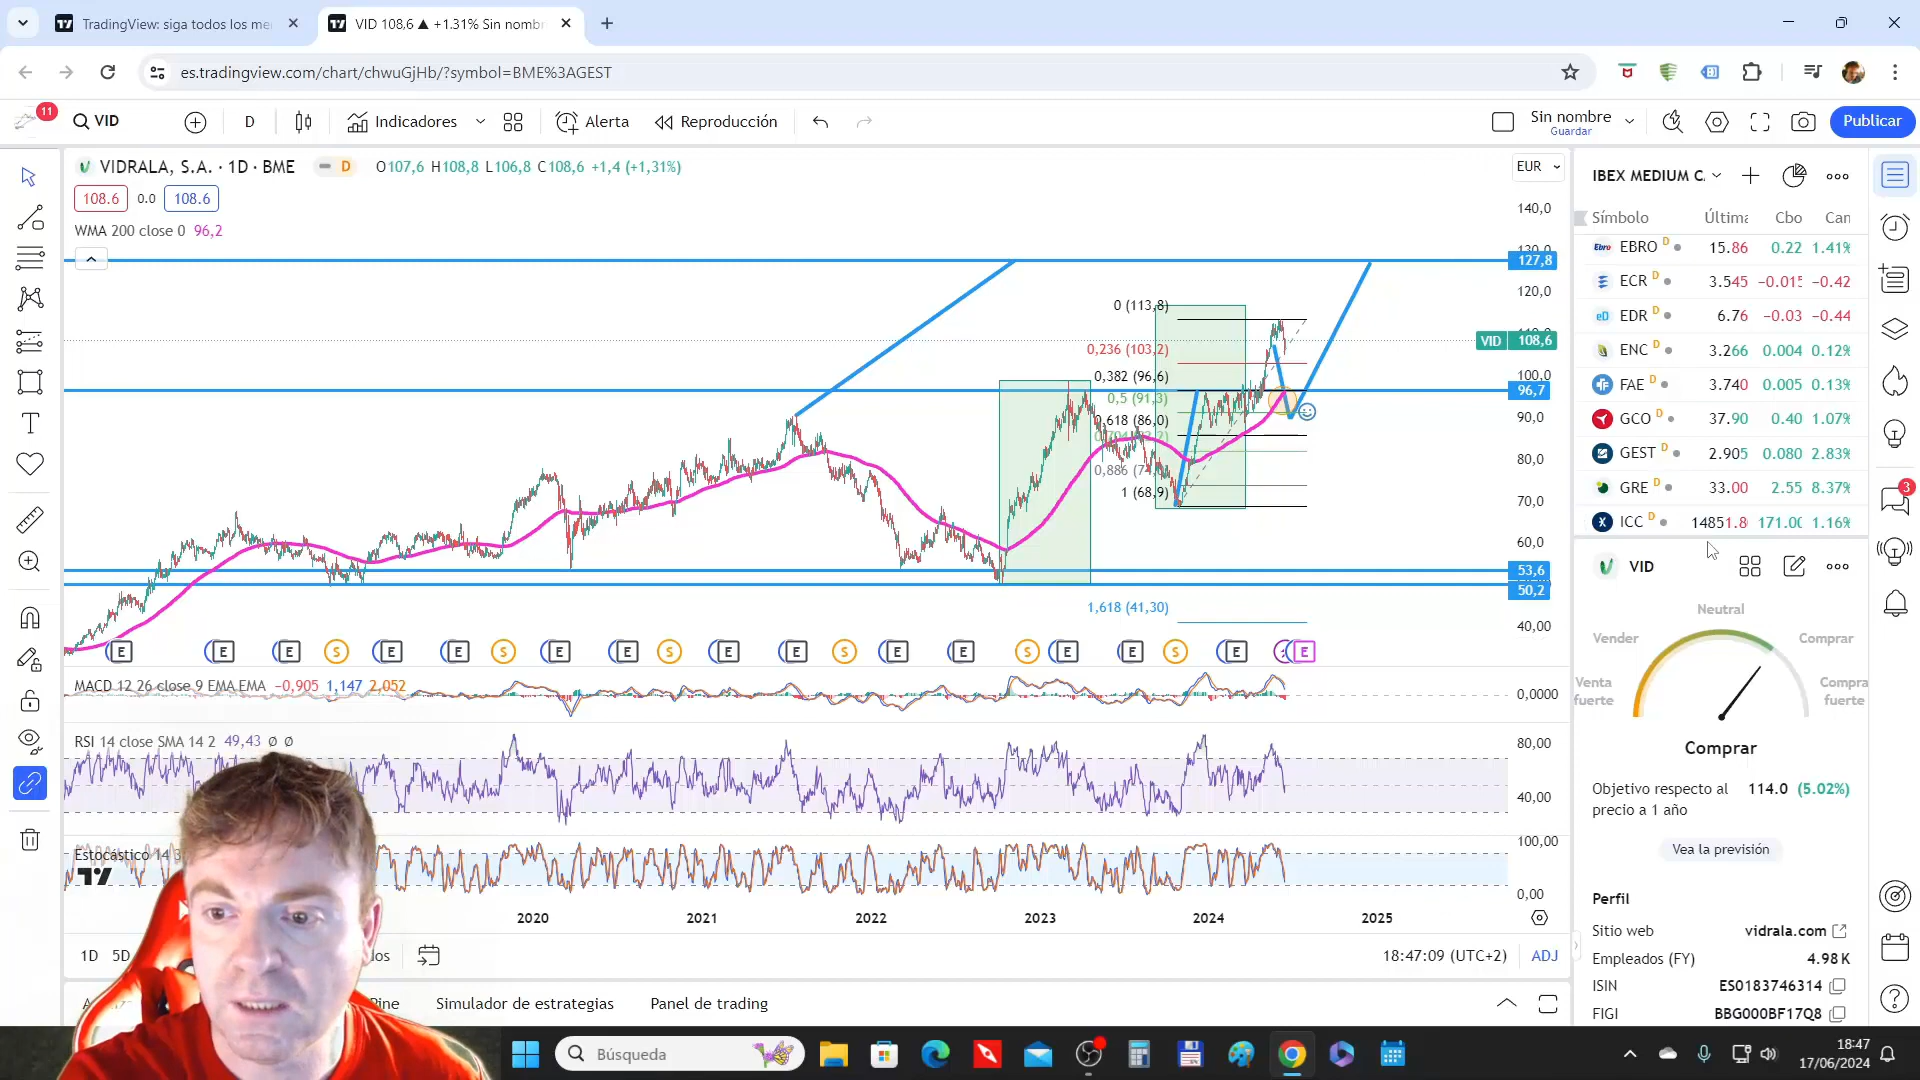 TradingView: siga todos los me
VID 108,6 ▲ +1.31% Sin nombr
es.tradingview.com/chart/chwuGjHb/?symbol=BME%3AGEST
11
VID
D
Indicadores
Alerta
Reproducción
Sin nombre
Guardar
Publicar
VIDRALA, S.A. · 1D · BME
D
O107,6 H108,8 L106,8 C108,6 +1,4 (+1,31%)
108.6
0.0
108.6
WMA 200 close 0 96,2
EUR
140,0
127,8
120,0
VID 108,6
100,0
96,7
90,0
80,0
70,0
60,0
53,6
50,2
40,00
0 (113,8)
0,236 (103,2)
0,382 (96,6)
0,5 (91,3)
0,618 (86,0)
1 (68,9)
1,618 (41,30)
MACD 12 26 close 9 EMA EMA −0,905 1,147 2,052
0,0000
RSI 14 close SMA 14 2 49,43 ∅ ∅
80,00
40,00
Estocástico 14 3
100,00
0,00
2020
2021
2022
2023
2024
2025
1D
5D
18:47:09 (UTC+2)
ADJ
Pine
Simulador de estrategias
Panel de trading
IBEX MEDIUM C.
Símbolo
Última
Cbo
Can
EBRO D 15.86 0.22 1.41%
ECR D 3.545 −0.015 −0.42
EDR D 6.76 −0.03 −0.44
ENC D 3.266 0.004 0.12%
FAE D 3.740 0.005 0.13%
GCO D 37.90 0.40 1.07%
GEST D 2.905 0.080 2.83%
GRE D 33.00 2.55 8.37%
ICC D 14851.8 171.00 1.16%
VID
Neutral
Vender
Comprar
Venta fuerte
Compra fuerte
Comprar
Objetivo respecto al
precio a 1 año
114.0 (5.02%)
Vea la previsión
Perfil
Sitio web vidrala.com
Empleados (FY) 4.98K
ISIN ES0183746314
FIGI BBG000BF17Q8
3
Búsqueda
18:47
17/06/2024